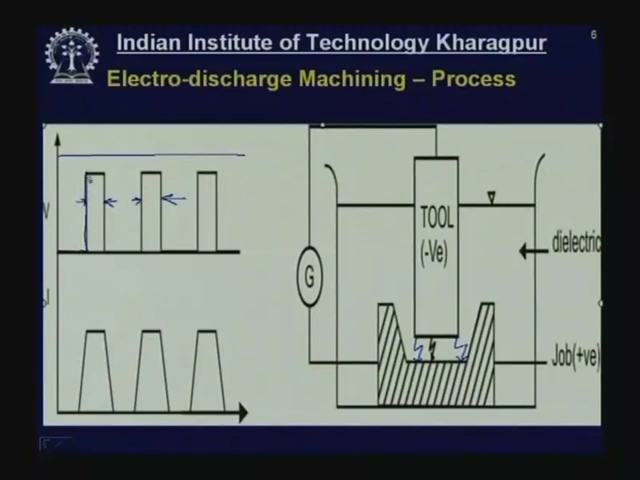 6
Indian Institute of Technology Kharagpur
Electro-discharge Machining – Process
V
TOOL
(-Ve)
dielectric
G
I
Job(+ve)